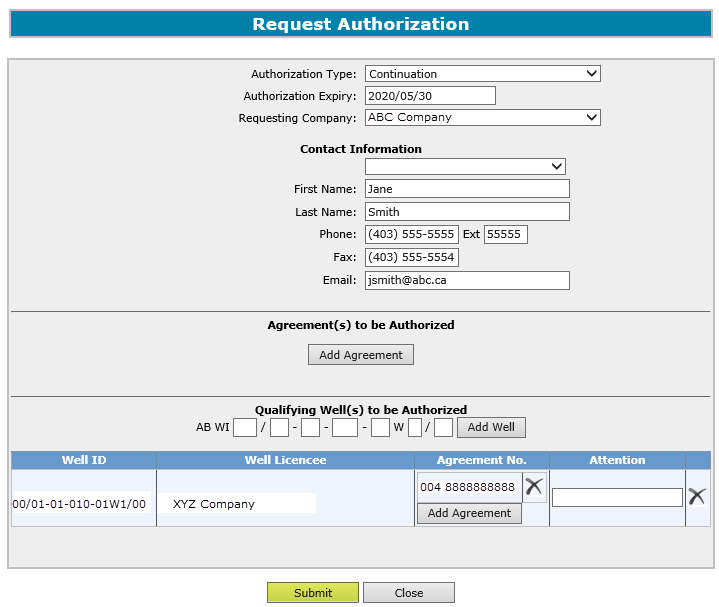 Request Authorization
Authorization Type: Continuation
Authorization Expiry: 2020/05/30
Requesting Company: ABC Company
Contact Information
First Name: Jane
Last Name: Smith
Phone: (403) 555-5555 Ext 55555
Fax: (403) 555-5554
Email: jsmith@abc.ca
Agreement(s) to be Authorized
Add Agreement
Qualifying Well(s) to be Authorized
AB WI / - - - W / Add Well
Well ID Well Licencee Agreement No. Attention
004 8888888888
00/01-01-010-01W1/00 XYZ Company
Add Agreement
Submit Close